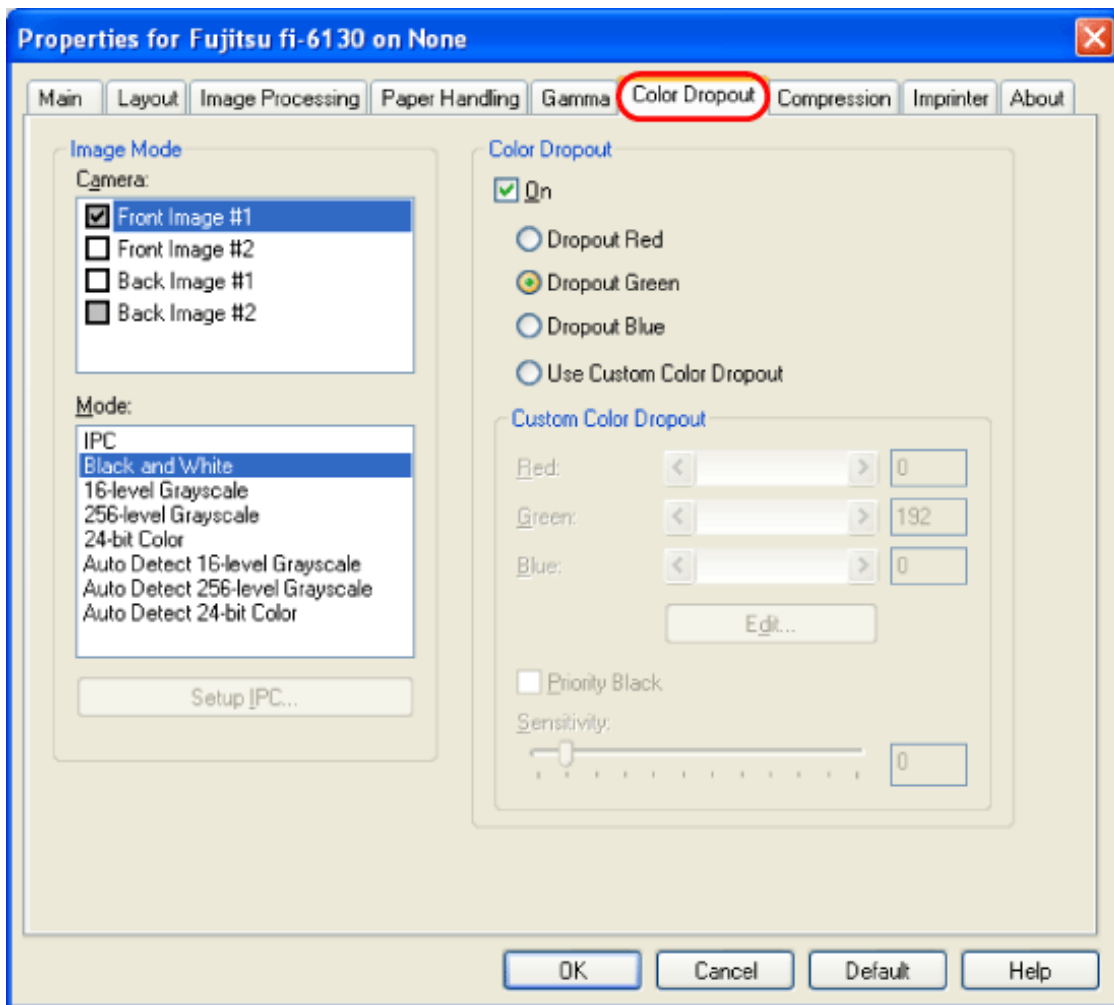 Properties for Fujitsu fi-6130 on None
Main Layout Image Processing Paper Handling Gamma Color Dropout Compression Imprinter About
Image Mode
Camera:
Front Image #1
Front Image #2
Back Image #1
Back Image #2
Mode:
IPC
Black and White
16-level Grayscale
256-level Grayscale
24-bit Color
Auto Detect 16-level Grayscale
Auto Detect 256-level Grayscale
Auto Detect 24-bit Color
Setup IPC...
Color Dropout
On
Dropout Red
Dropout Green
Dropout Blue
Use Custom Color Dropout
Custom Color Dropout
Red: 0
Green: 192
Blue: 0
Edit...
Priority Black
Sensitivity:
0
OK Cancel Default Help